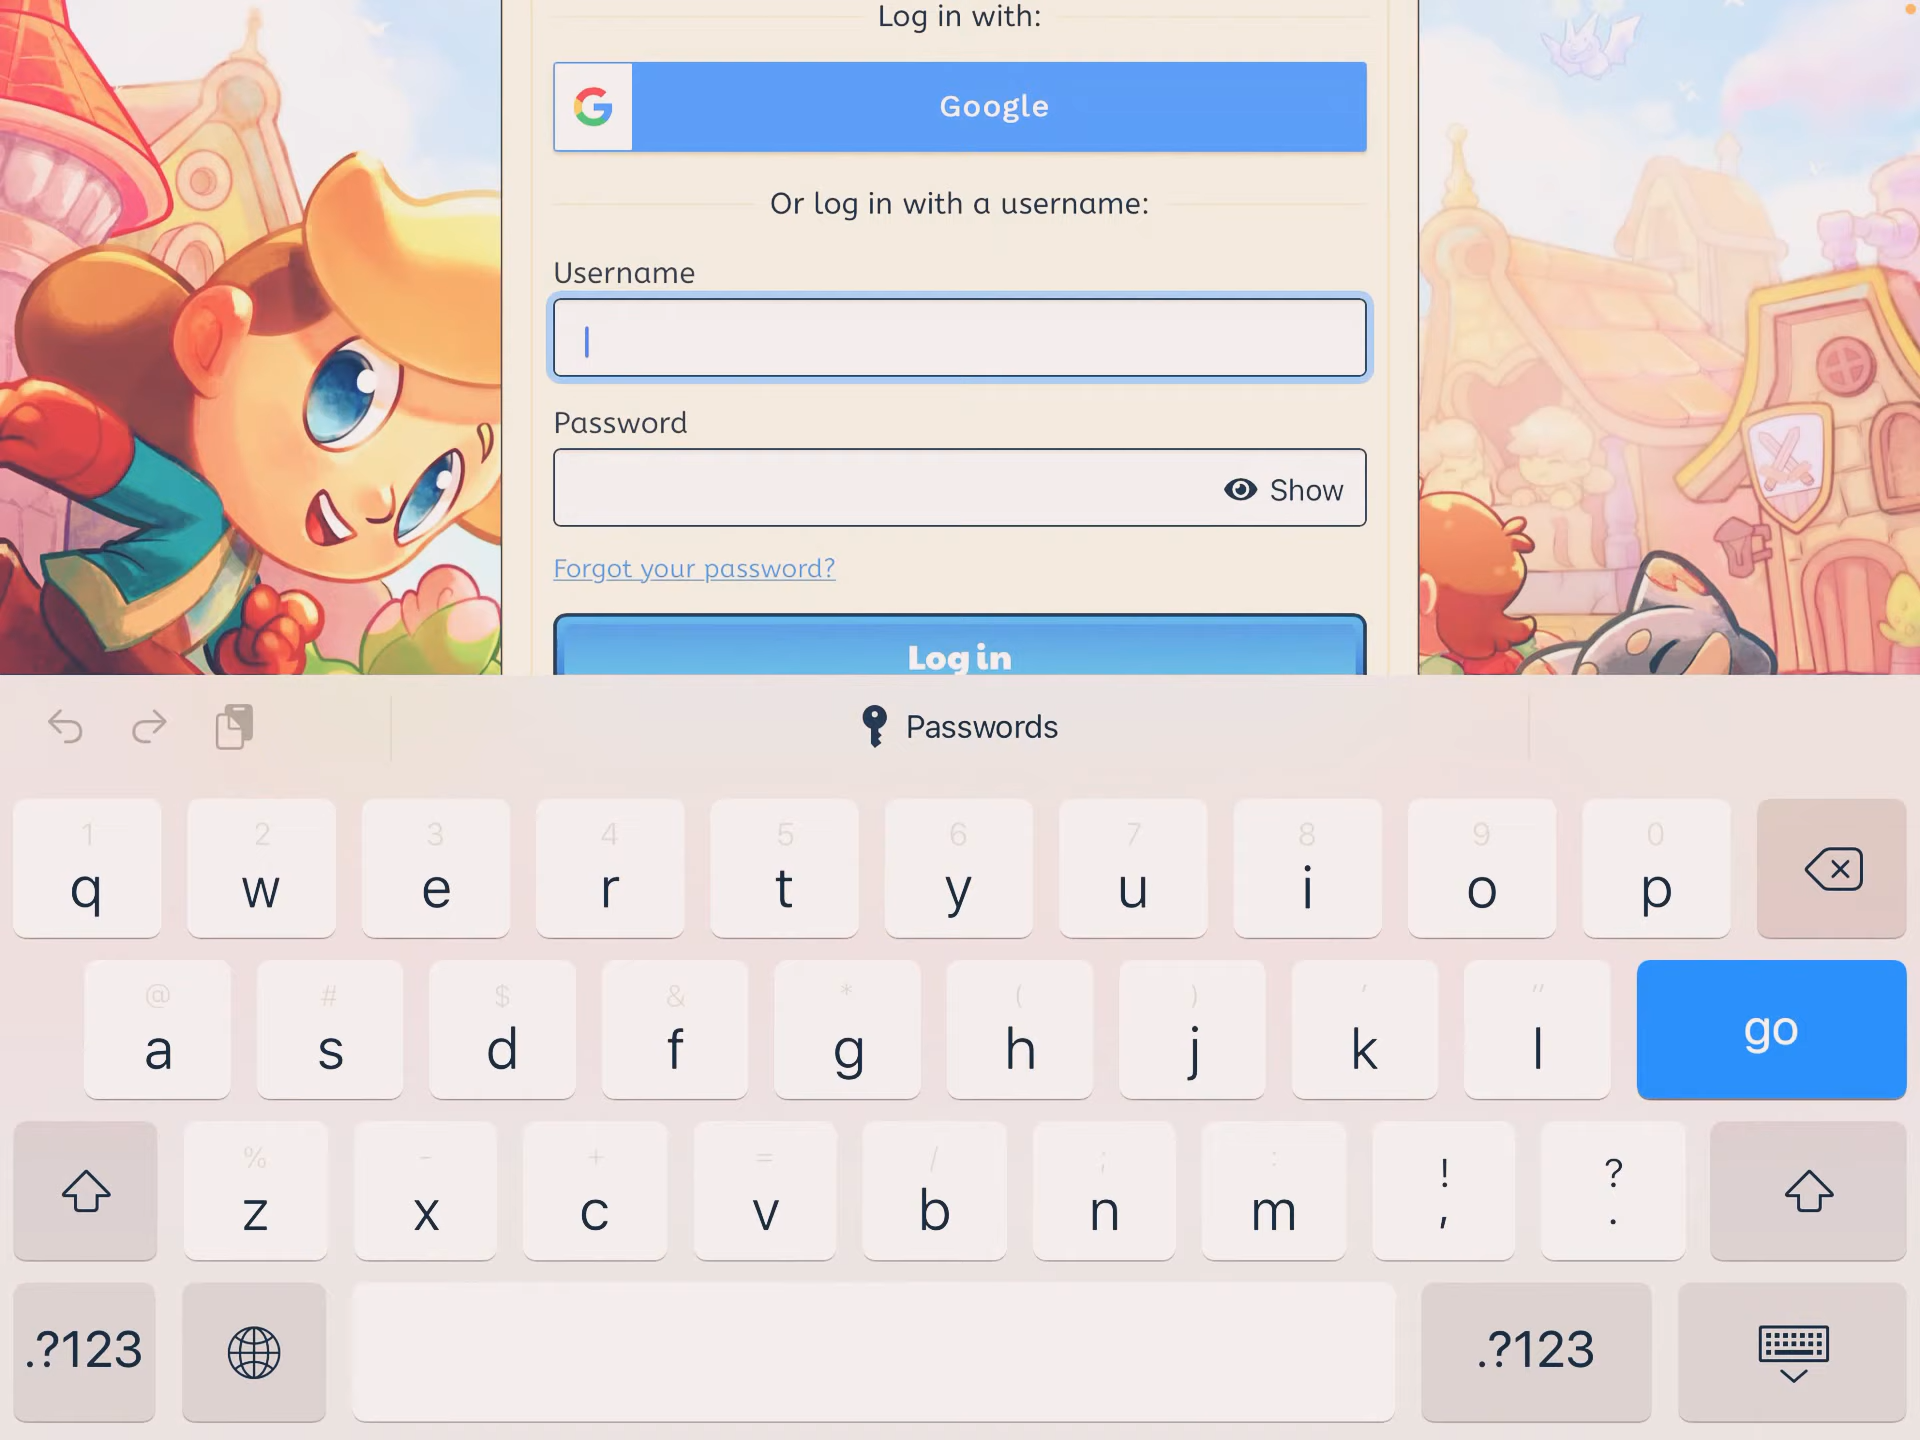 Log in with:
Google
Or log in with a username:
Username
Password
Show
Forgot your password?
Log in
Passwords
1 2 3 4 5 6 7 8 9 0
q w e r t y u i o p
@ # $ & * ( ) ' "
a s d f g h j k l go
% - + = / ; : ! ?
z x c v b n m , .
.?123 .?123